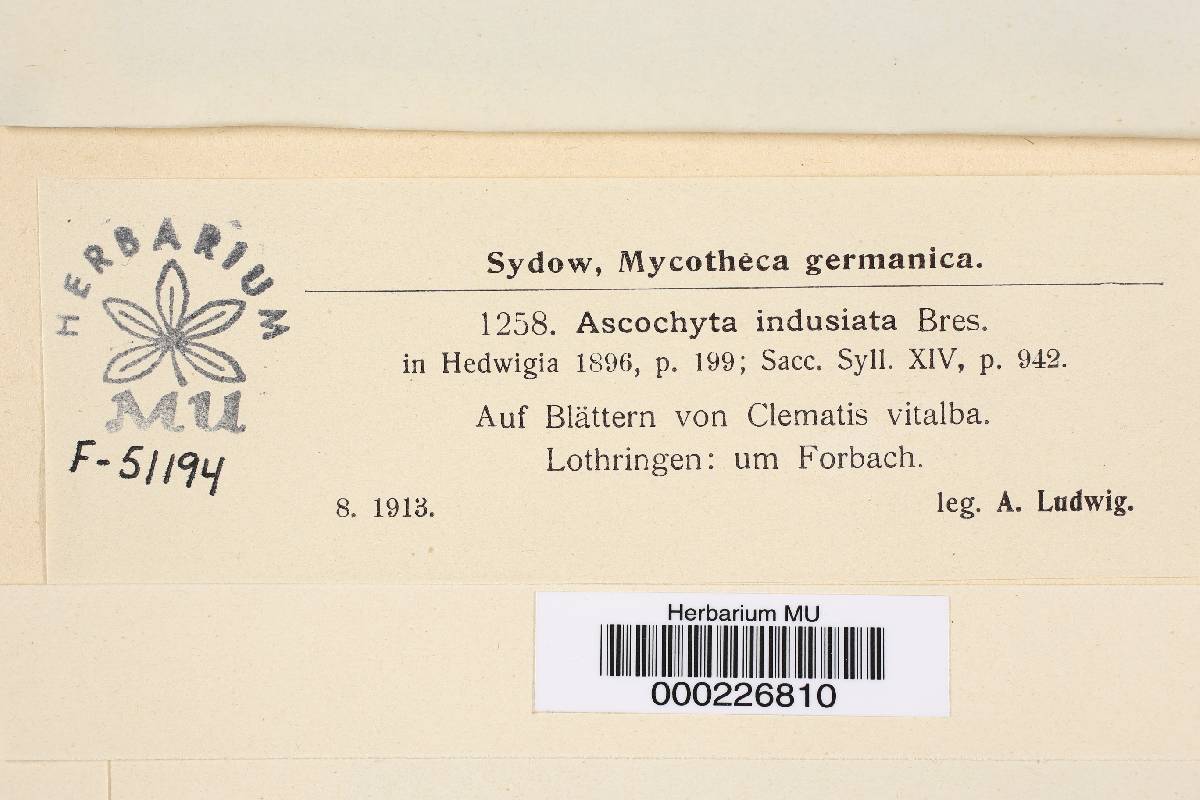 HERBARIUM
MU
F-51194
Sydow, Mycotheca germanica.
1258. Ascochyta indusiata Bres.
in Hedwigia 1896, p. 199; Sacc. Syll. XIV, p. 942.
Auf Blättern von Clematis vitalba.
Lothringen: um Forbach.
8. 1913. leg. A. Ludwig.
Herbarium MU
000226810